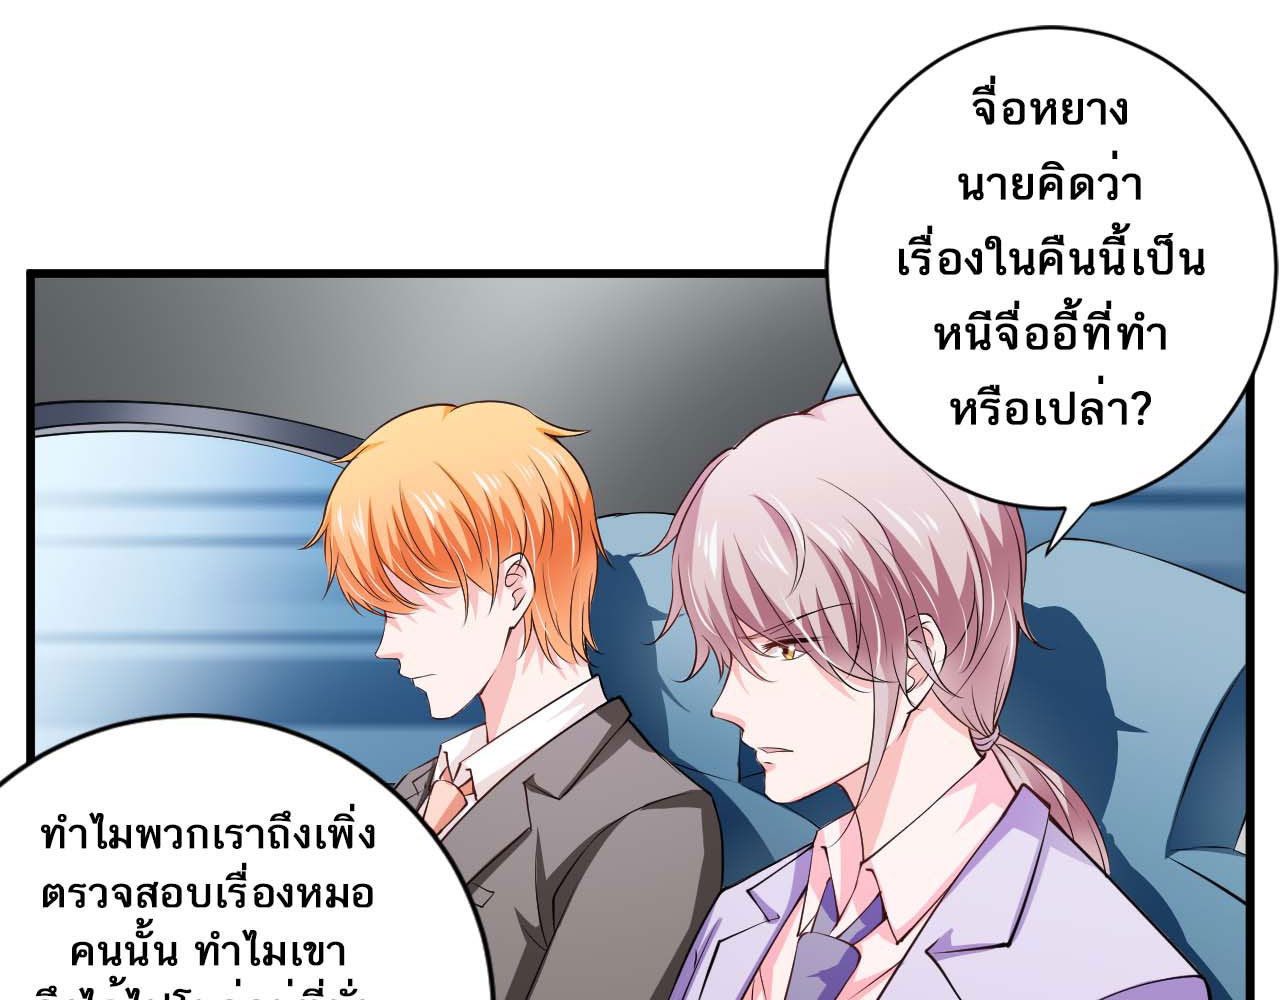 จื่อหยาง
นายคิดว่า
เรื่องในคืนนี้เป็น
หนีจื่ออี้ที่ทำ
หรือเปล่า?
ทำไมพวกเราถึงเพิ่ง
ตรวจสอบเรื่องหมอ
คนนั้น ทำไมเขา